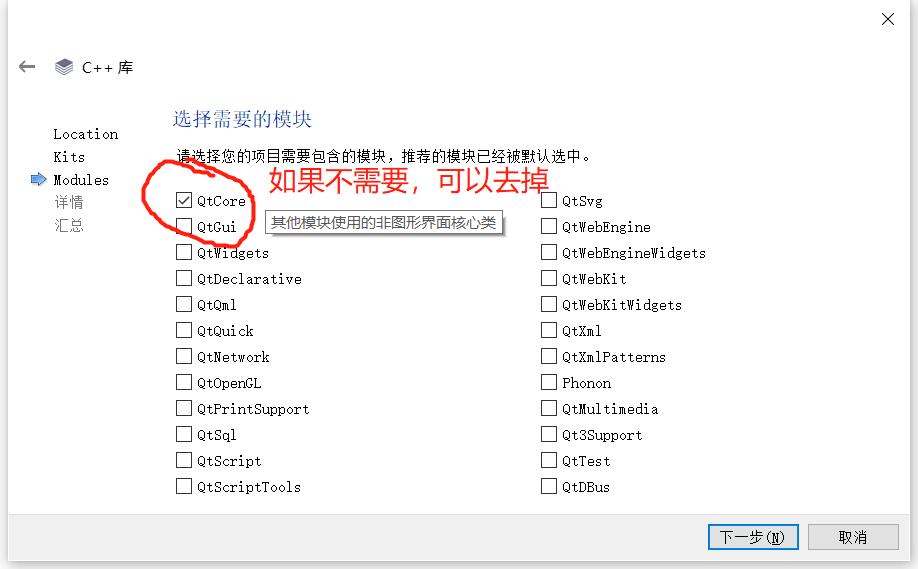 C++ 库
Location
Kits
Modules
详情
汇总
选择需要的模块
请选择您的项目需要包含的模块，推荐的模块已经被默认选中。
如果不需要，可以去掉
QtCore
QtGui
其他模块使用的非图形界面核心类
QtWidgets
QtDeclarative
QtQml
QtQuick
QtNetwork
QtOpenGL
QtPrintSupport
QtSql
QtScript
QtScriptTools
QtSvg
QtWebEngine
QtWebEngineWidgets
QtWebKit
QtWebKitWidgets
QtXml
QtXmlPatterns
Phonon
QtMultimedia
Qt3Support
QtTest
QtDBus
下一步(N)
取消